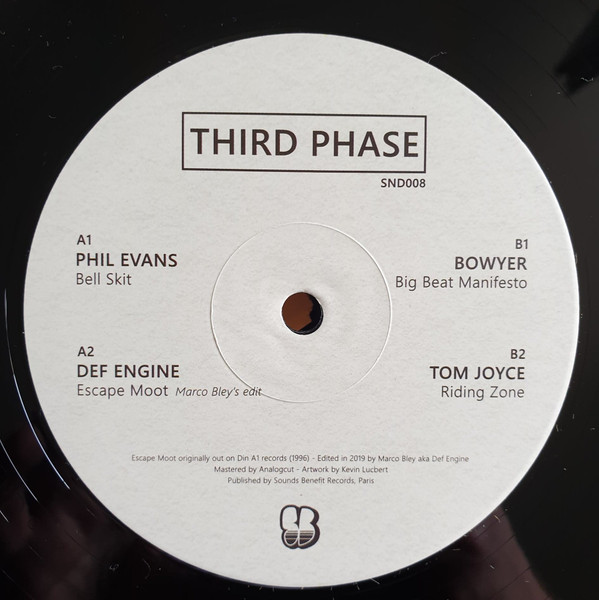 THIRD PHASE
SND008
A1
PHIL EVANS
Bell Skit
B1
BOWYER
Big Beat Manifesto
A2
DEF ENGINE
Escape Moot Marco Bley's edit
B2
TOM JOYCE
Riding Zone
Escape Moot originally out on Din A1 records (1996) - Edited in 2019 by Marco Bley aka Def Engine
Mastered by Analogcut - Artwork by Kevin Lucbert
Published by Sounds Benefit Records, Paris
SB